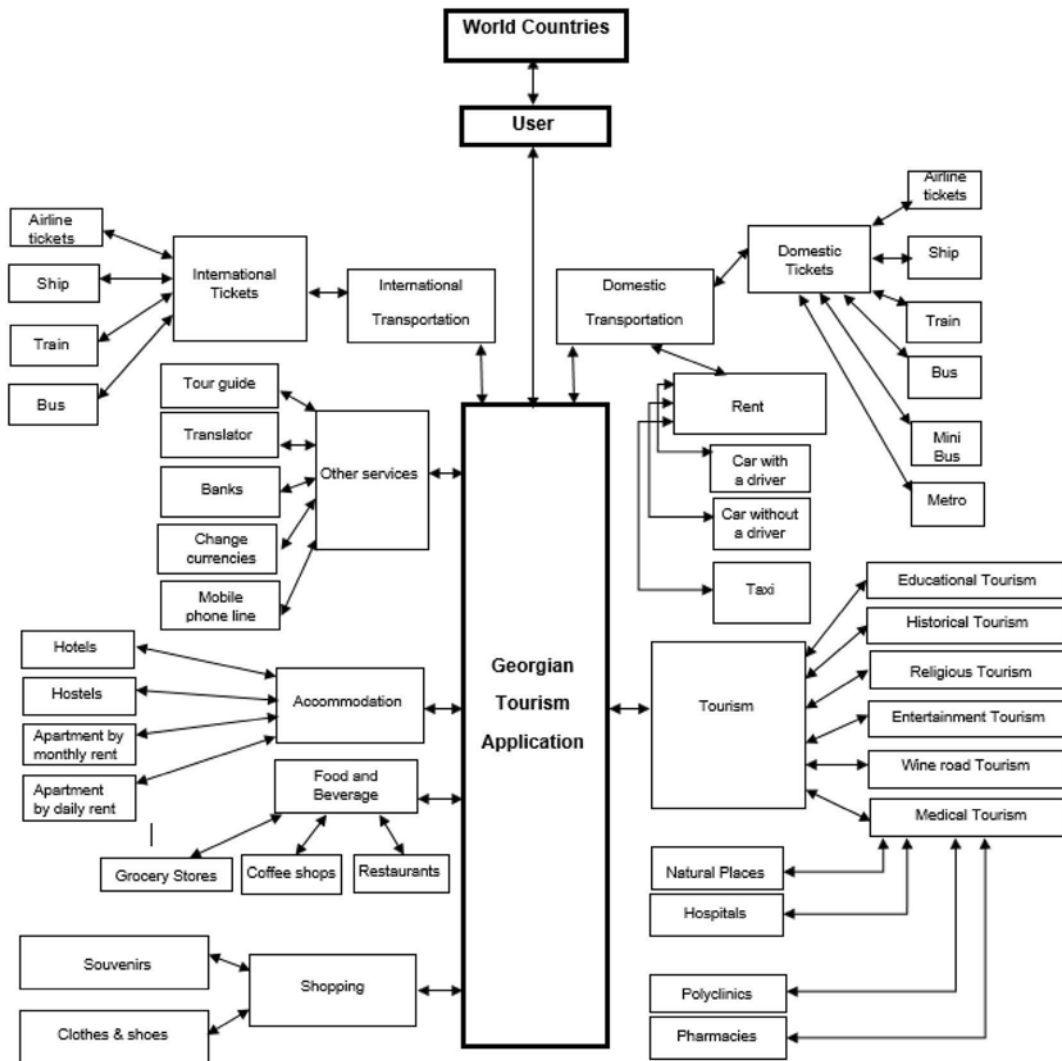 World Countries
User
Airline
tickets
Ship
Train
Bus
International
Tickets
International
Transportation
Domestic
Transportation
Domestic
Tickets
Airline
tickets
Ship
Train
Bus
Mini
Bus
Metro
Rent
Car with
a driver
Car without
a driver
Taxi
Tour guide
Translator
Banks
Change
currencies
Mobile
phone line
Other services
Hotels
Hostels
Apartment by
monthly rent
Apartment
by daily rent
Accommodation
Food and
Beverage
Grocery Stores
Coffee shops
Restaurants
Souvenirs
Clothes & shoes
Shopping
Georgian
Tourism
Application
Tourism
Educational Tourism
Historical Tourism
Religious Tourism
Entertainment Tourism
Wine road Tourism
Medical Tourism
Natural Places
Hospitals
Polyclinics
Pharmacies